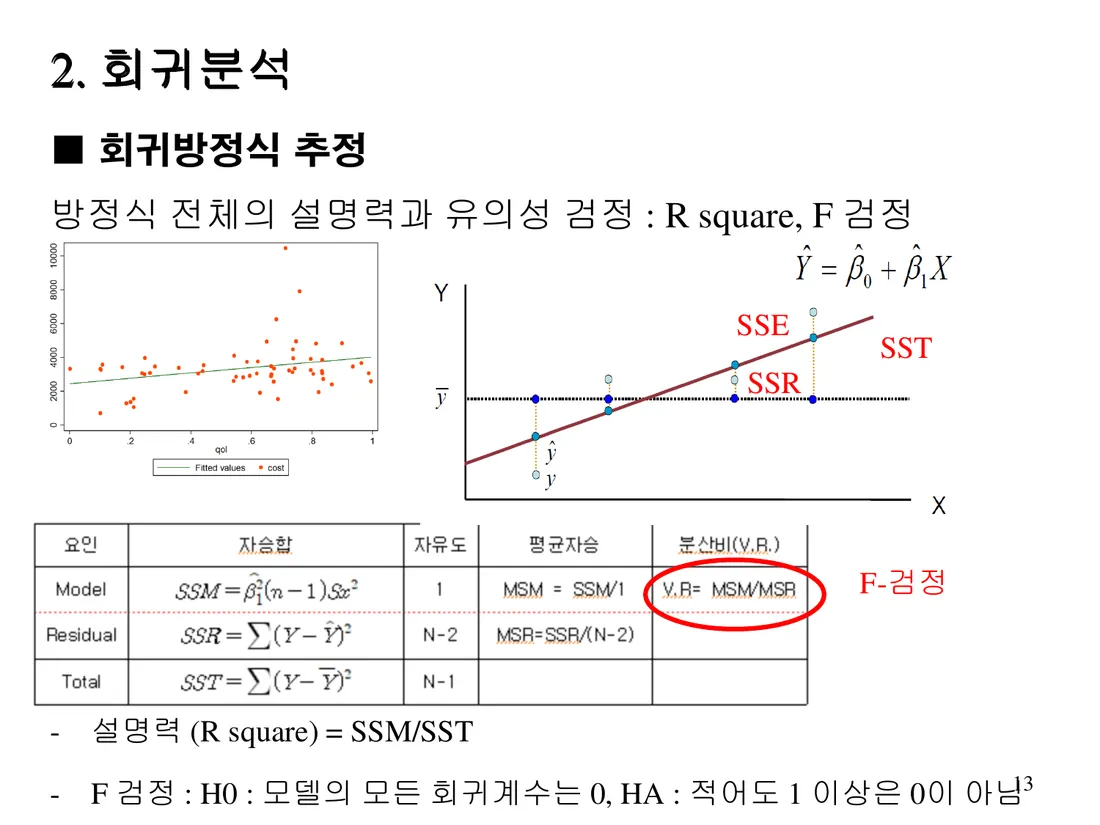 2. 회귀분석
■ 회귀방정식 추정
방정식 전체의 설명력과 유의성 검정 : R square, F 검정
Ŷ = β̂₀ + β̂₁X
10000
8000
6000
4000
2000
0
0 .2 .4 .6 .8 1
qol
Fitted values cost
Y
SSE
SST
SSR
y̅
ŷ
y
X
요인 자승합 자유도 평균자승 분산비(V.R.)
Model SSM = β̂₁²(n-1)Sx² 1 MSM = SSM/1 V.R= MSM/MSR
F-검정
Residual SSR = ∑(Y-Ŷ)² N-2 MSR=SSR/(N-2)
Total SST = ∑(Y-Y̅)² N-1
- 설명력 (R square) = SSM/SST
- F 검정 : H0 : 모델의 모든 회귀계수는 0, HA : 적어도 1 이상은 0이 아님
13